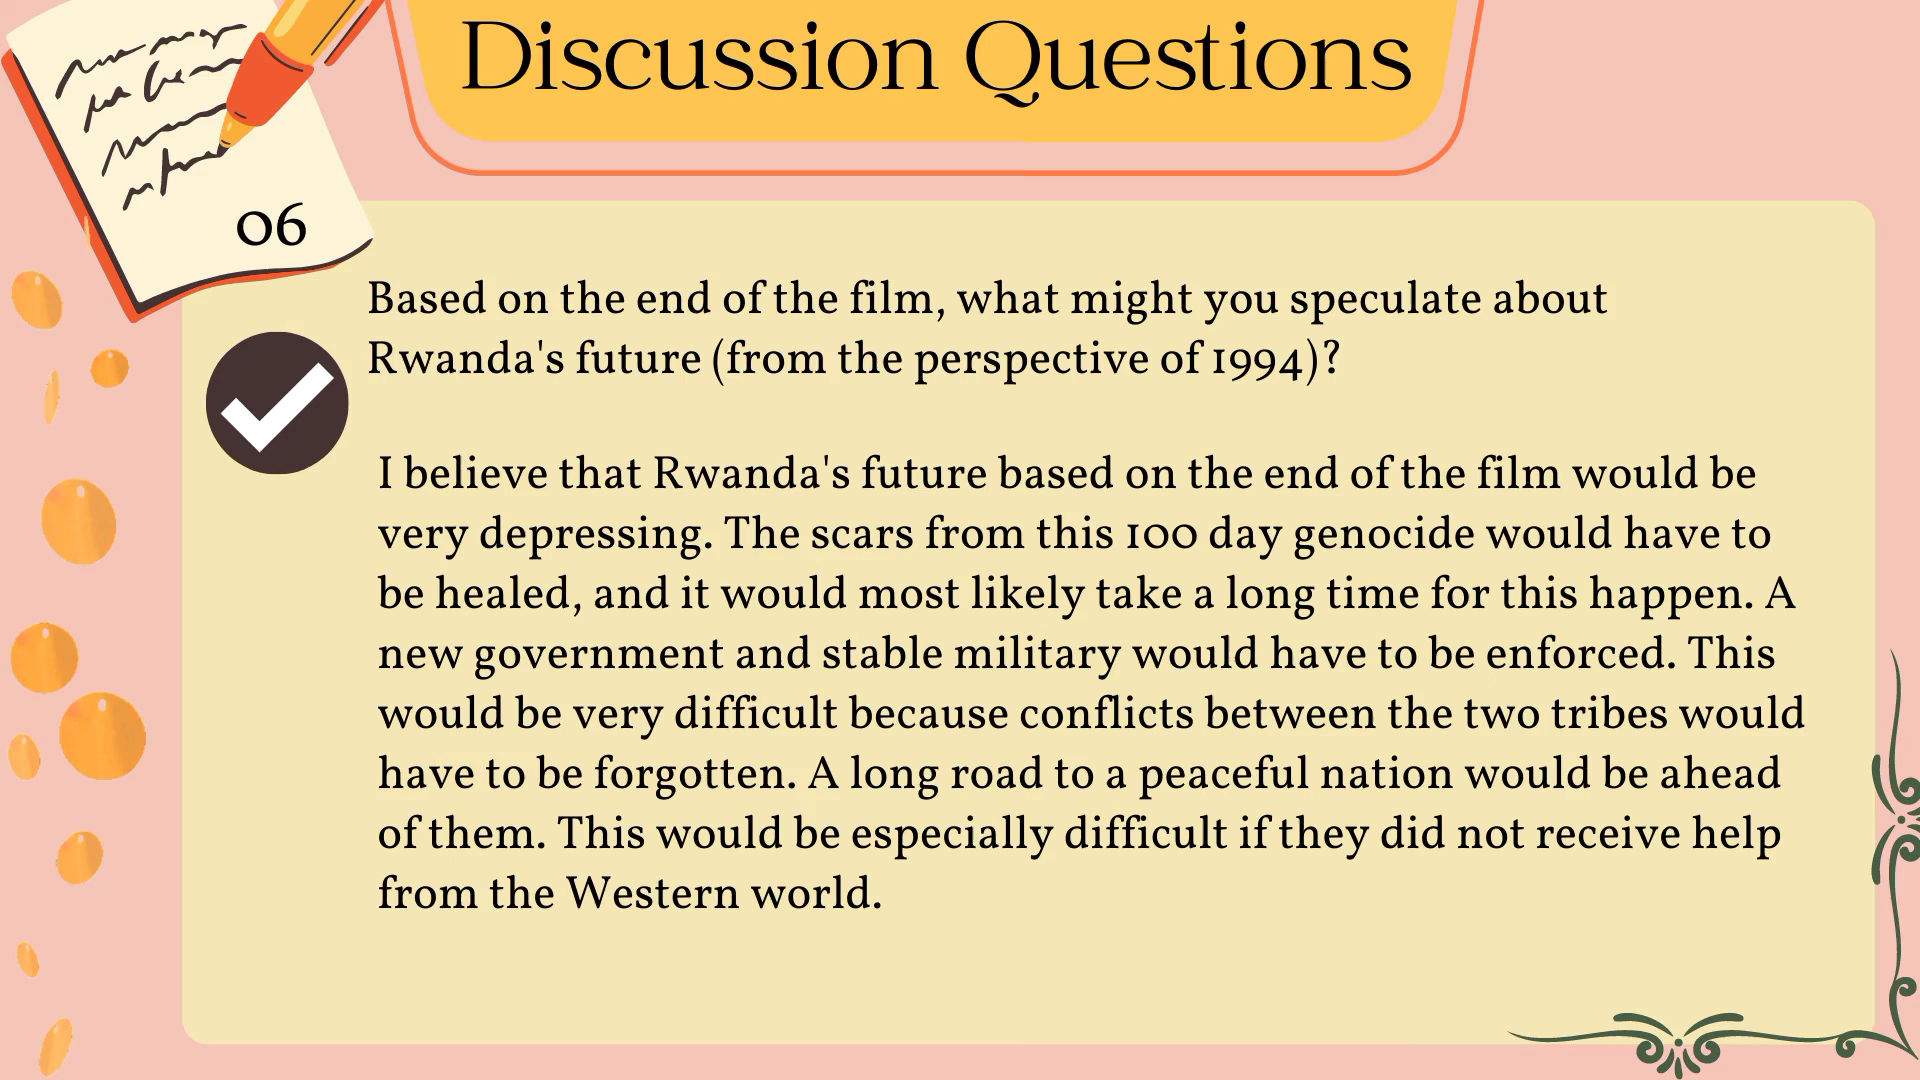 Discussion Questions
06
Based on the end of the film, what might you speculate about
Rwanda's future (from the perspective of 1994)?
I believe that Rwanda's future based on the end of the film would be
very depressing. The scars from this 100 day genocide would have to
be healed, and it would most likely take a long time for this happen. A
new government and stable military would have to be enforced. This
would be very difficult because conflicts between the two tribes would
have to be forgotten. A long road to a peaceful nation would be ahead
of them. This would be especially difficult if they did not receive help
from the Western world.